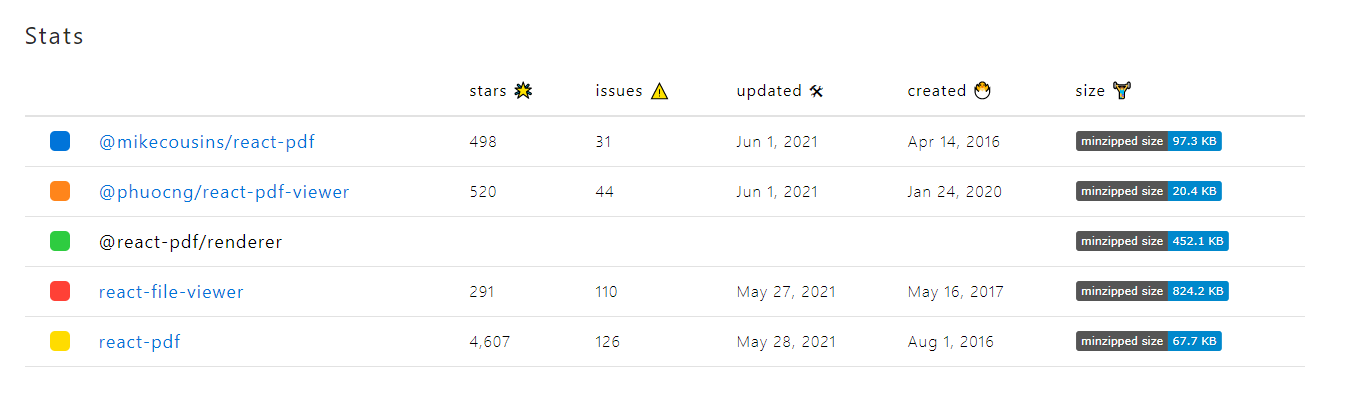 Stats
stars 🌟 issues ⚠️ updated 🛠 created 🐣 size 🏋️
@mikecousins/react-pdf 498 31 Jun 1, 2021 Apr 14, 2016 minzipped size 97.3 KB
@phuocng/react-pdf-viewer 520 44 Jun 1, 2021 Jan 24, 2020 minzipped size 20.4 KB
@react-pdf/renderer minzipped size 452.1 KB
react-file-viewer 291 110 May 27, 2021 May 16, 2017 minzipped size 824.2 KB
react-pdf 4,607 126 May 28, 2021 Aug 1, 2016 minzipped size 67.7 KB